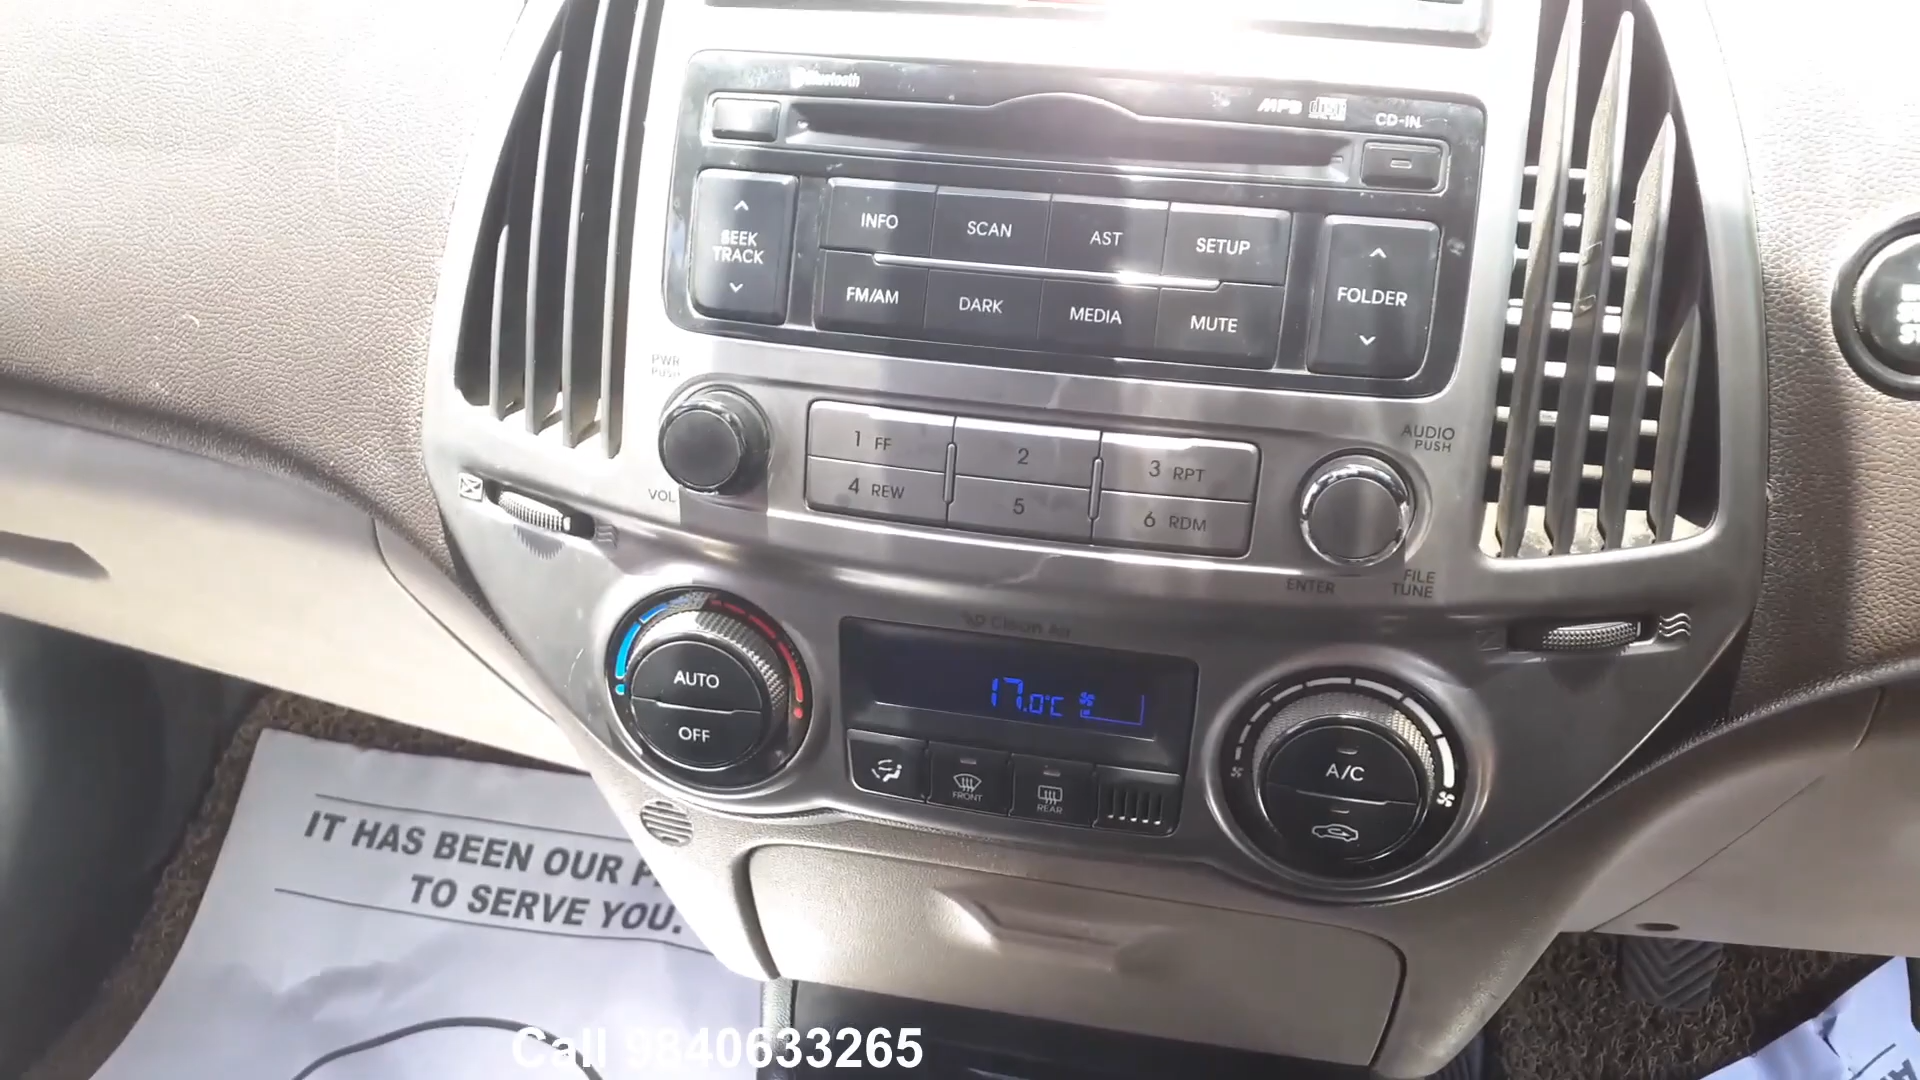 Bluetooth
MP3
CD-IN
SEEK
TRACK
INFO
SCAN
AST
SETUP
FM/AM
DARK
MEDIA
MUTE
FOLDER
PWR
PUSH
VOL
1 FF
2
3 RPT
4 REW
5
6 RDM
AUDIO
PUSH
ENTER
FILE
TUNE
Clean Air
AUTO
OFF
17.0°C
FRONT
REAR
A/C
IT HAS BEEN OUR
TO SERVE YOU.
Call 9840633265